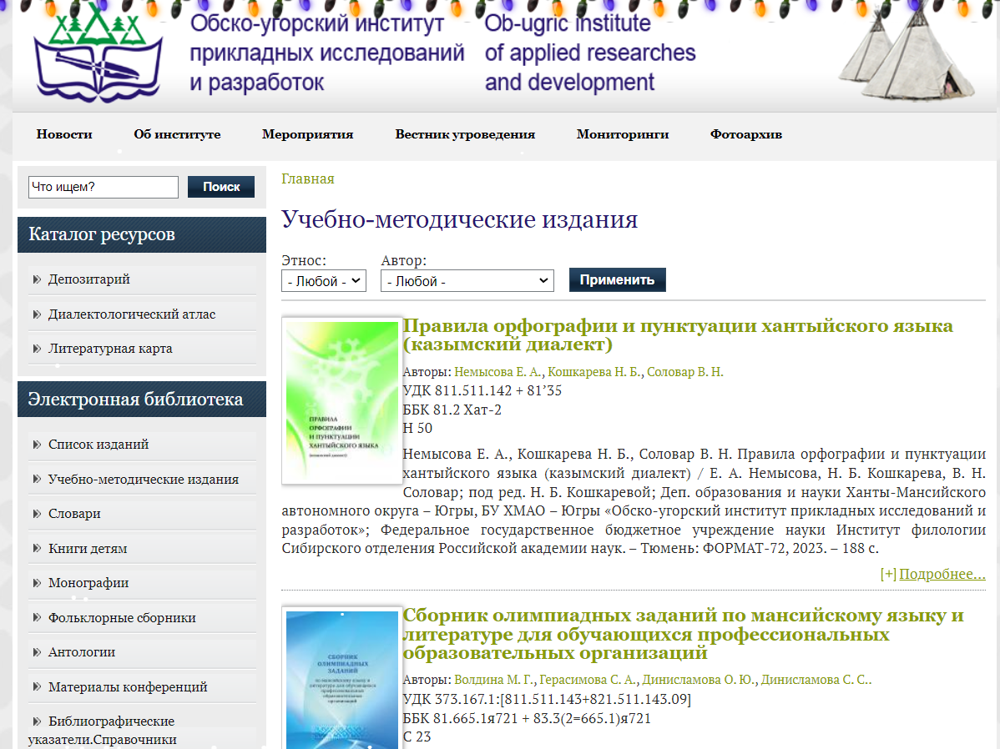 Обско-угорский институт
прикладных исследований
и разработок
Ob-ugric institute
of applied researches
and development
Новости Об институте Мероприятия Вестник угроведения Мониторинги Фотоархив
Что ищем? Поиск
Каталог ресурсов
Депозитарий
Диалектологический атлас
Литературная карта
Электронная библиотека
Список изданий
Учебно-методические издания
Словари
Книги детям
Монографии
Фольклорные сборники
Антологии
Материалы конференций
Библиографические
указатели.Справочники
Главная
Учебно-методические издания
Этнос: Автор:
- Любой - - Любой - Применить
ПРАВИЛА
ОРФОГРАФИИ
И ПУНКТУАЦИИ
ХАНТЫЙСКОГО ЯЗЫКА
(казымский диалект)
Правила орфографии и пунктуации хантыйского языка
(казымский диалект)
Авторы: Немысова Е. А., Кошкарева Н. Б., Соловар В. Н.
УДК 811.511.142 + 81’35
ББК 81.2 Хат-2
Н 50
Немысова Е. А., Кошкарева Н. Б., Соловар В. Н. Правила орфографии и пунктуации
хантыйского языка (казымский диалект) / Е. А. Немысова, Н. Б. Кошкарева, В. Н.
Соловар; под ред. Н. Б. Кошкаревой; Деп. образования и науки Ханты-Мансийского
автономного округа – Югры, БУ ХМАО – Югры «Обско-угорский институт прикладных исследований и
разработок»; Федеральное государственное бюджетное учреждение науки Институт филологии
Сибирского отделения Российской академии наук. – Тюмень: ФОРМАТ-72, 2023. – 188 с.
[+] Подробнее...
СБОРНИК
ОЛИМПИАДНЫХ
ЗАДАНИЙ
по мансийскому языку и
литературе для обучающихся
профессиональных
образовательных
организаций
Сборник олимпиадных заданий по мансийскому языку и
литературе для обучающихся профессиональных
образовательных организаций
Авторы: Волдина М. Г., Герасимова С. А., Динисламова О. Ю., Динисламова С. С..
УДК 373.167.1:[811.511.143+821.511.143.09]
ББК 81.665.1я721 + 83.3(2=665.1)я721
С 23